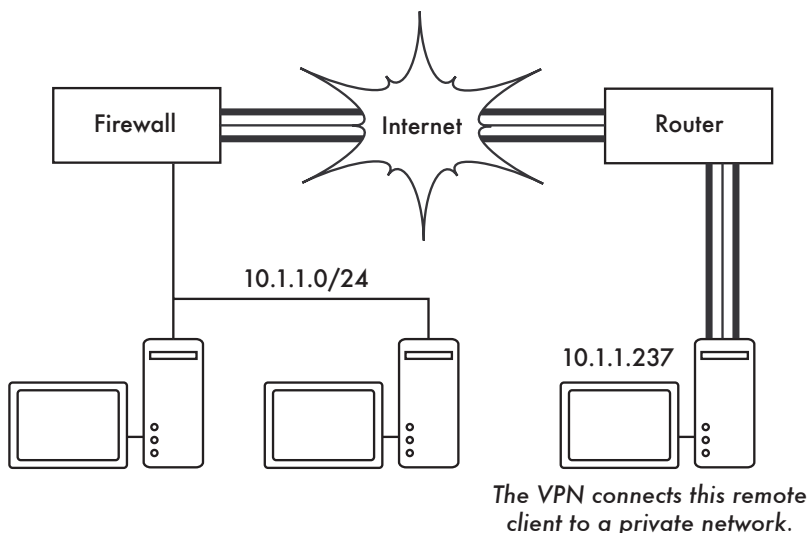 Firewall
Internet
Router
10.1.1.0/24
10.1.1.237
The VPN connects this remote
client to a private network.